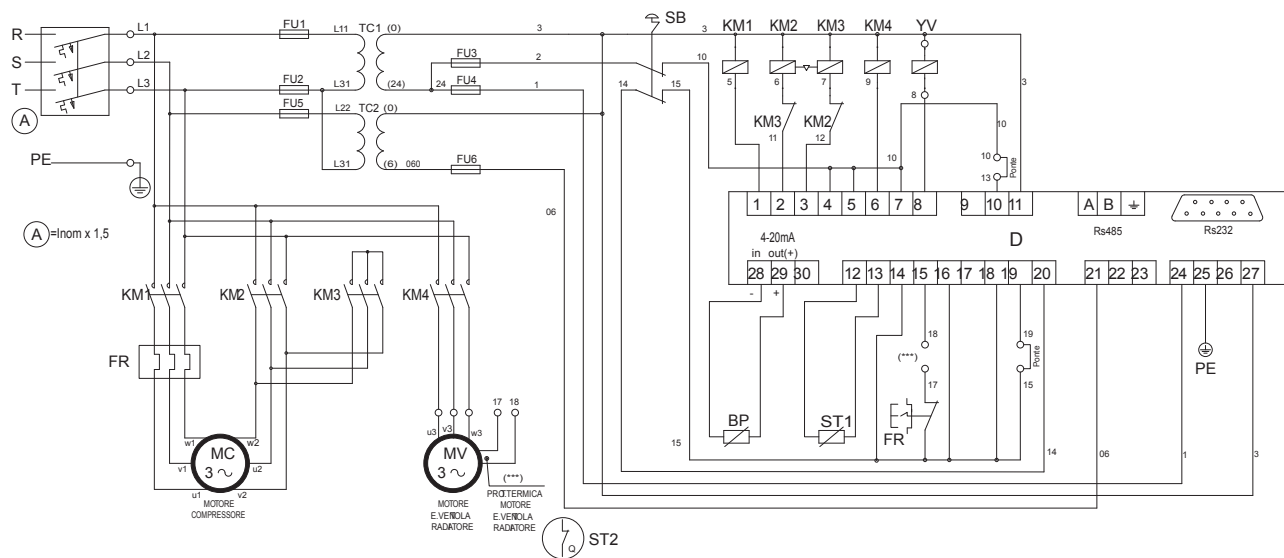 R L1 FU1 L11 TC1 (0) 3 SB 3 KM1 KM2 KM3 KM4 YV
S L2 FU3 2 10
T L3 FU2 L31 (24) 24 FU4 1 14 15 5 6 7 9 8 3
A FU5 L22 TC2 (0) KM3 KM2 10
11 12
PE L31 (6) 060 FU6 10 10 13 Ponte
06
1 2 3 4 5 6 7 8 9 10 11 A B
Rs485 Rs232
A =Inom x 1,5
4-20mA D
in out(+)
28 29 30 12 13 14 15 16 17 18 19 20 21 22 23 24 25 26 27
- +
KM1 KM2 KM3 KM4
18 19
FR (***) Ponte PE
17 15
17 18
BP ST1 FR
w1 w2 u3 v3 w3
MC MV 15 14 06 1 3
3 3
v1 u2
u1 v2 (***)
MOTORE
COMPRESSORE
MOTORE
E.VENTOLA
RADIATORE
PROT.TERMICA
MOTORE
E.VENTOLA
RADIATORE
Q ST2